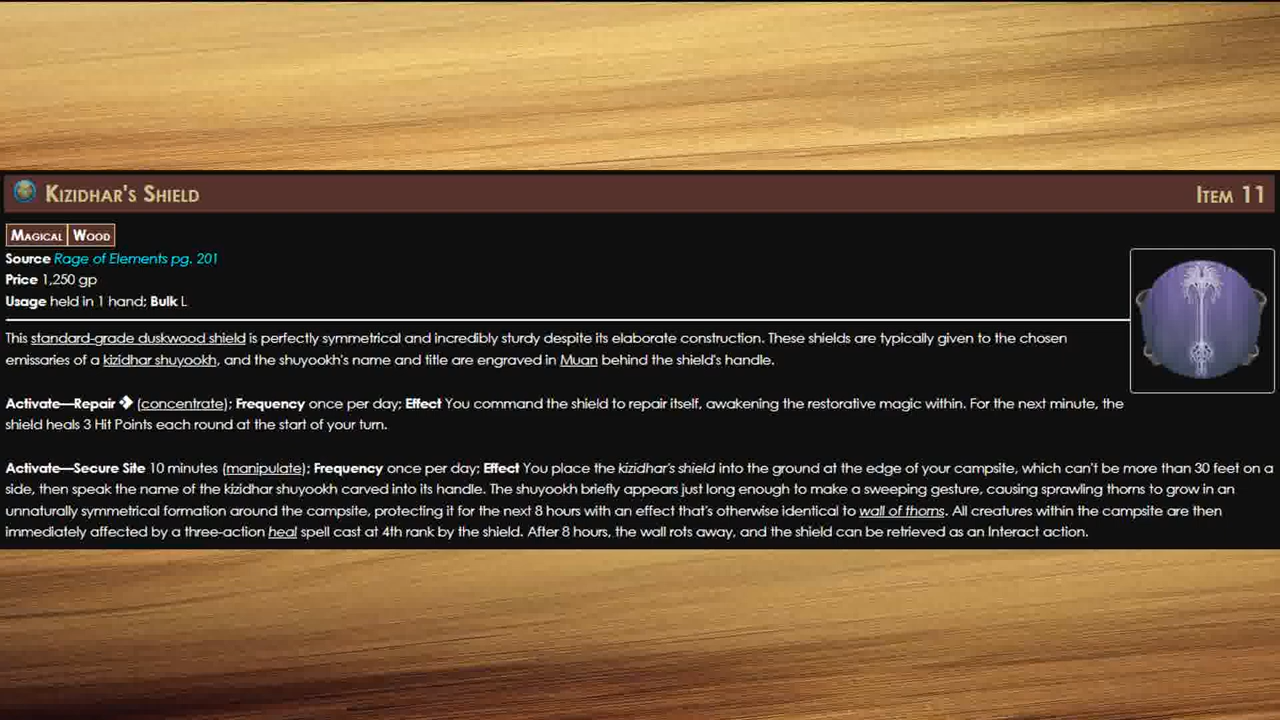 Kizidhar's Shield Item 11
Magical Wood
Source Rage of Elements pg. 201
Price 1,250 gp
Usage held in 1 hand; Bulk L
This standard-grade duskwood shield is perfectly symmetrical and incredibly sturdy despite its elaborate construction. These shields are typically given to the chosen
emissaries of a kizidhar shuyookh, and the shuyookh's name and title are engraved in Muan behind the shield's handle.
Activate—Repair (concentrate); Frequency once per day; Effect You command the shield to repair itself, awakening the restorative magic within. For the next minute, the
shield heals 3 Hit Points each round at the start of your turn.
Activate—Secure Site 10 minutes (manipulate); Frequency once per day; Effect You place the kizidhar's shield into the ground at the edge of your campsite, which can't be more than 30 feet on a
side, then speak the name of the kizidhar shuyookh carved into its handle. The shuyookh briefly appears just long enough to make a sweeping gesture, causing sprawling thorns to grow in an
unnaturally symmetrical formation around the campsite, protecting it for the next 8 hours with an effect that's otherwise identical to wall of thorns. All creatures within the campsite are then
immediately affected by a three-action heal spell cast at 4th rank by the shield. After 8 hours, the wall rots away, and the shield can be retrieved as an Interact action.